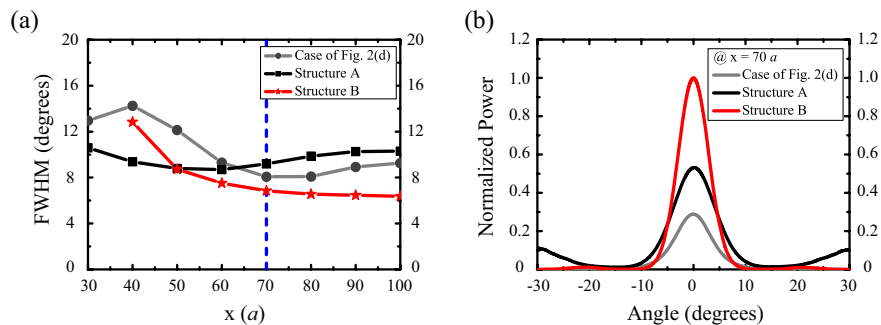 (a)
20
16
12
8
4
0
FWHM (degrees)
20
16
12
8
4
0
30 40 50 60 70 80 90 100
x (a)
Case of Fig. 2(d)
Structure A
Structure B
(b)
1.2
1.0
0.8
0.6
0.4
0.2
0.0
Normalized Power
1.2
1.0
0.8
0.6
0.4
0.2
0.0
-30 -20 -10 0 10 20 30
Angle (degrees)
@ x = 70 a
Case of Fig. 2(d)
Structure A
Structure B